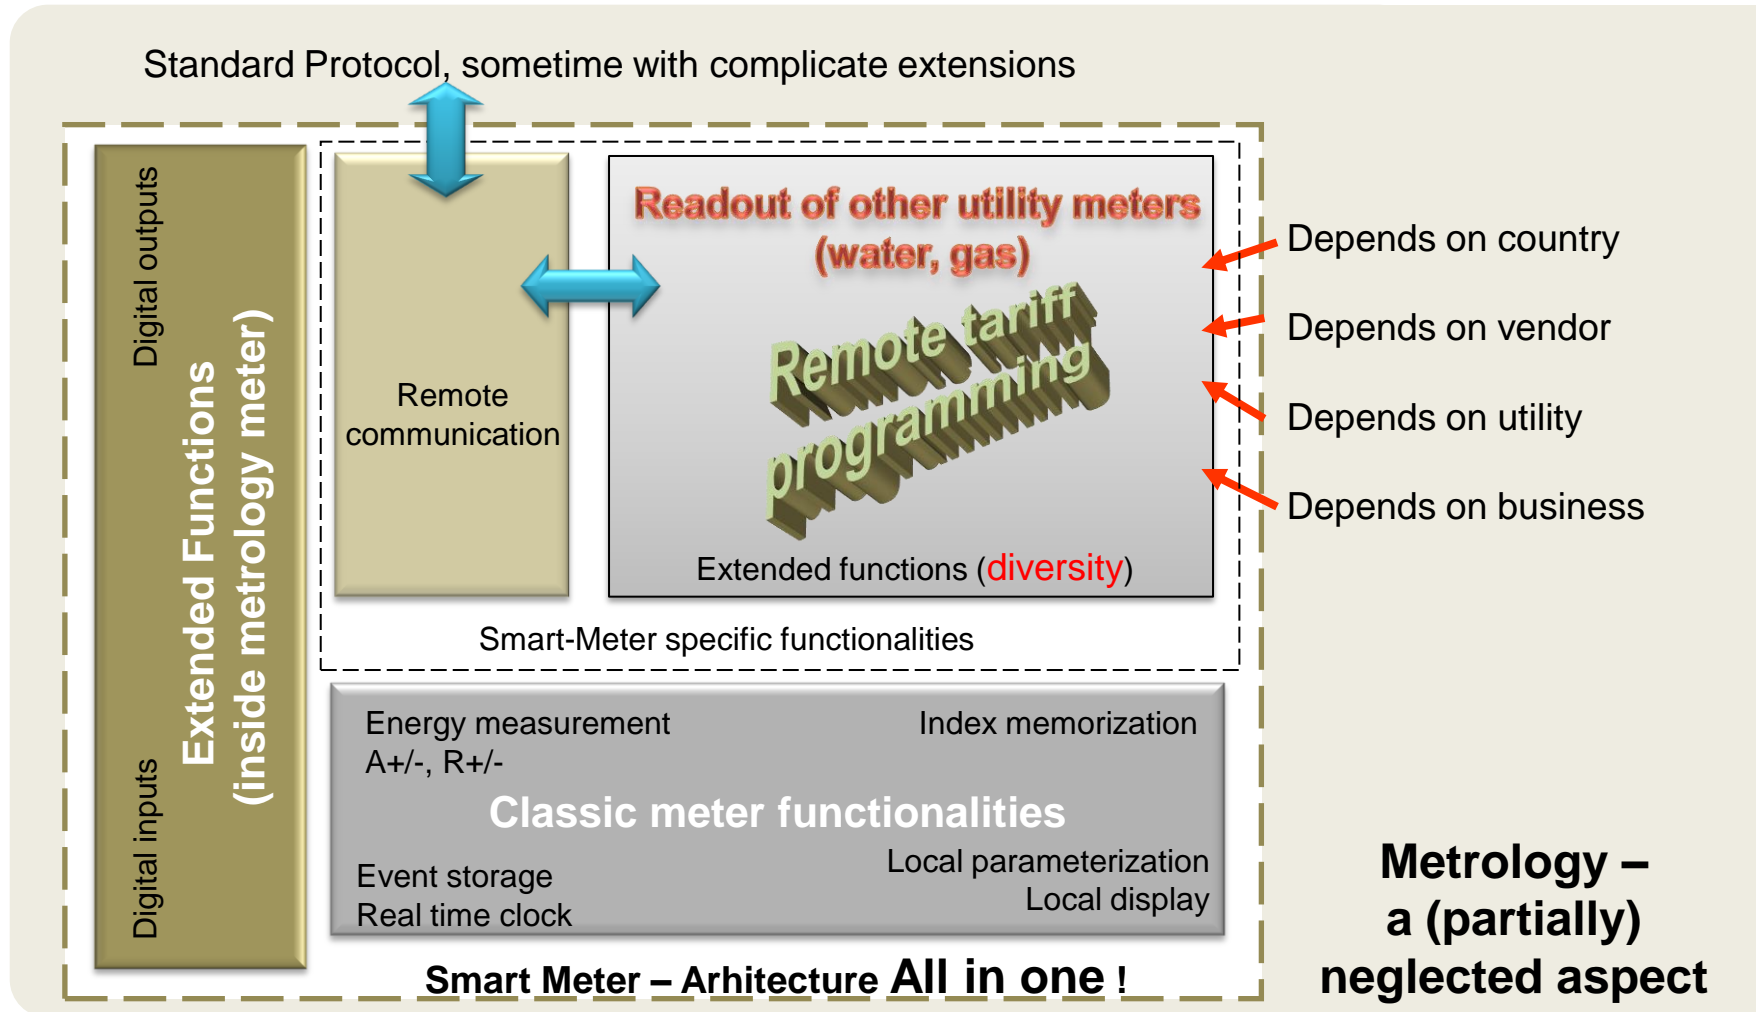 Standard Protocol, sometime with complicate extensions
Digital outputs
Digital inputs
Extended Functions
(inside metrology meter)
Remote
communication
Readout of other utility meters
(water, gas)
Remote tariff
programming
Extended functions (diversity)
Smart-Meter specific functionalities
Depends on country
Depends on vendor
Depends on utility
Depends on business
Energy measurement
A+/-, R+/-
Index memorization
Classic meter functionalities
Event storage
Real time clock
Local parameterization
Local display
Smart Meter – Arhitecture All in one !
Metrology –
a (partially)
neglected aspect